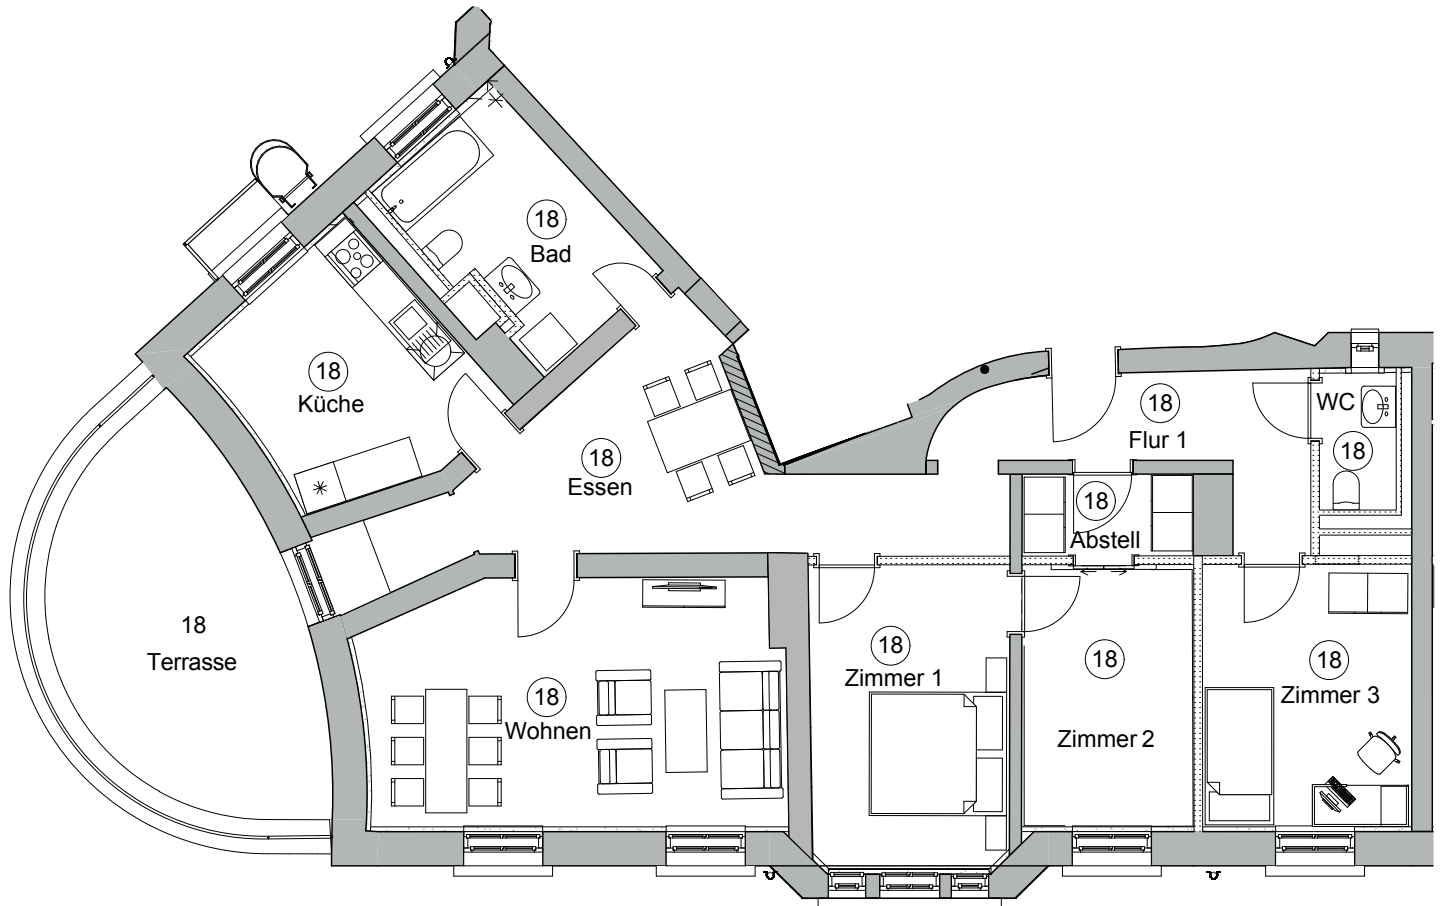 18
Bad
18
Küche
18
Essen
18
Flur 1
WC
18
18
Abstell
18
Terrasse
18
Wohnen
18
Zimmer 1
18
Zimmer 2
18
Zimmer 3